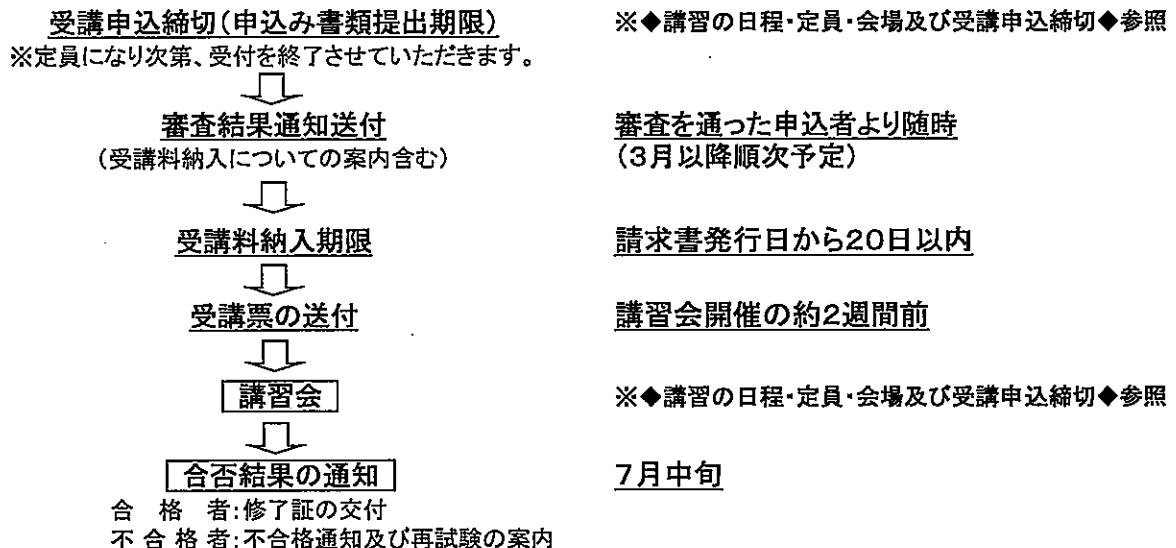 受講申込締切(申込み書類提出期限) ※◆講習の日程・定員・会場及び受講申込締切◆参照
※定員になり次第、受付を終了させていただきます。
審査結果通知送付 審査を通った申込者より随時
(受講料納入についての案内含む) (3月以降順次予定)
受講料納入期限 請求書発行日から20日以内
受講票の送付 講習会開催の約2週間前
講習会 ※◆講習の日程・定員・会場及び受講申込締切◆参照
合否結果の通知 7月中旬
合格者:修了証の交付
不合格者:不合格通知及び再試験の案内